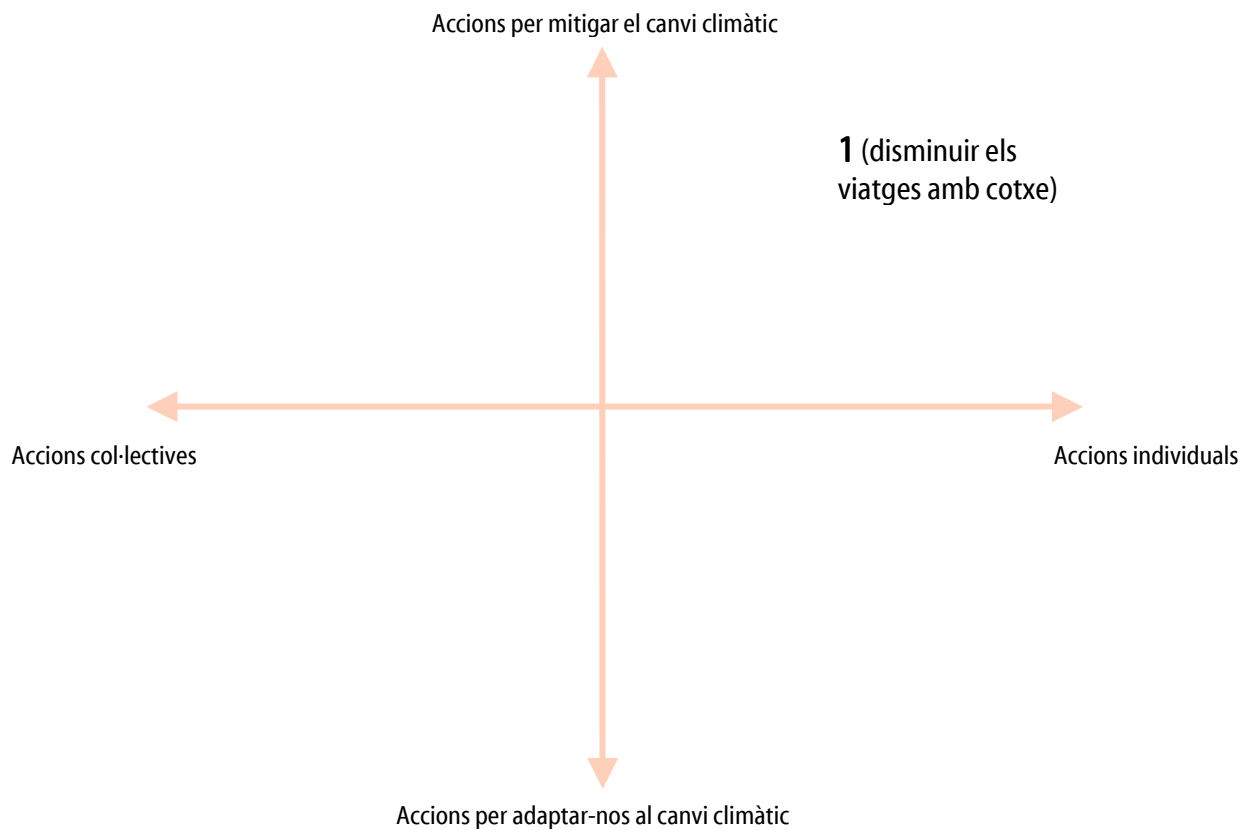 Accions per mitigar el canvi climàtic
1 (disminuir els
viatges amb cotxe)
Accions col·lectives
Accions individuals
Accions per adaptar-nos al canvi climàtic